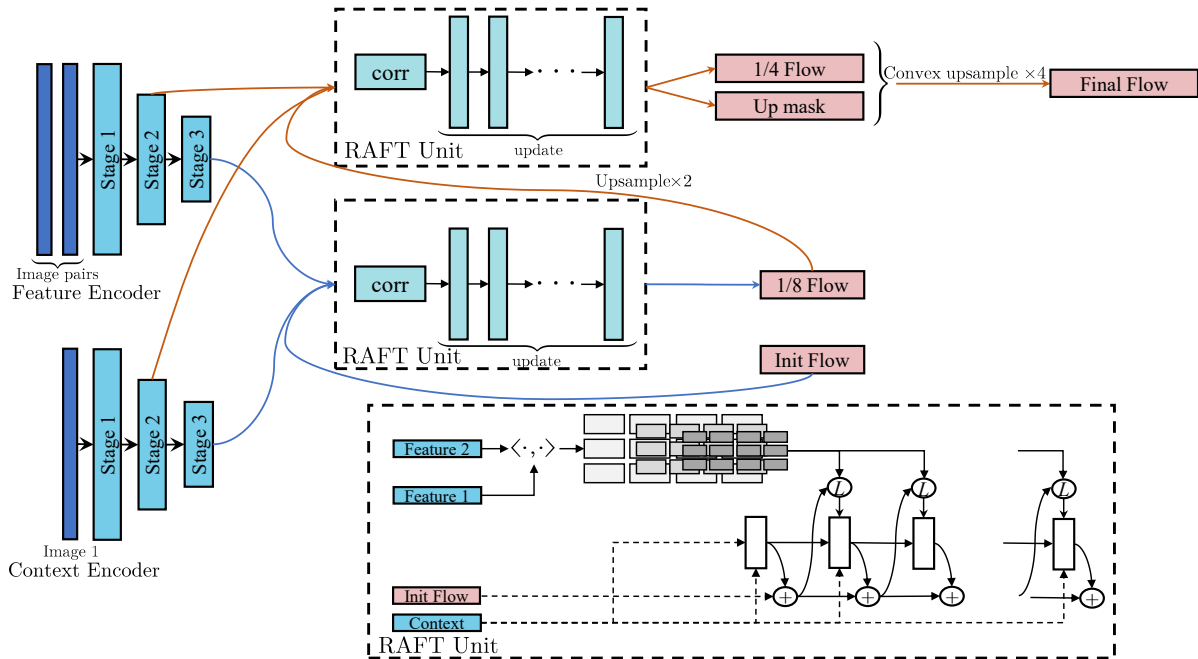 Stage 1
Stage 2
Stage 3
Image pairs
Feature Encoder
corr
· · ·
update
RAFT Unit
1/4 Flow
Up mask
Convex upsample ×4
Final Flow
Upsample×2
corr
· · ·
update
RAFT Unit
1/8 Flow
Init Flow
Stage 1
Stage 2
Stage 3
Image 1
Context Encoder
Feature 2
⟨·,·⟩
Feature 1
L
L
L
Init Flow
+
+
+
+
Context
RAFT Unit